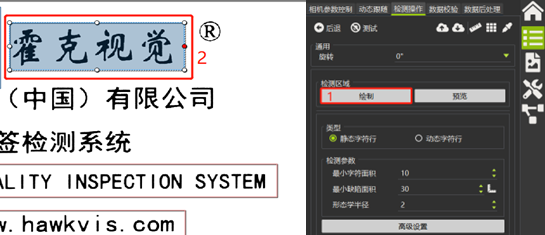 霍克视觉®
2
（中国）有限公司
签检测系统
ALITY INSPECTION SYSTEM
w.hawkvis.com
相机参数控制 动态跟随 检测操作 数据校验 数据后处理
后退 测试
通用
旋转 0°
检测区域
1 绘制 预览
类型
静态字符行 动态字符行
检测参数
最小字符面积 10
最小缺陷面积 30
形态学半径 2
高级设置